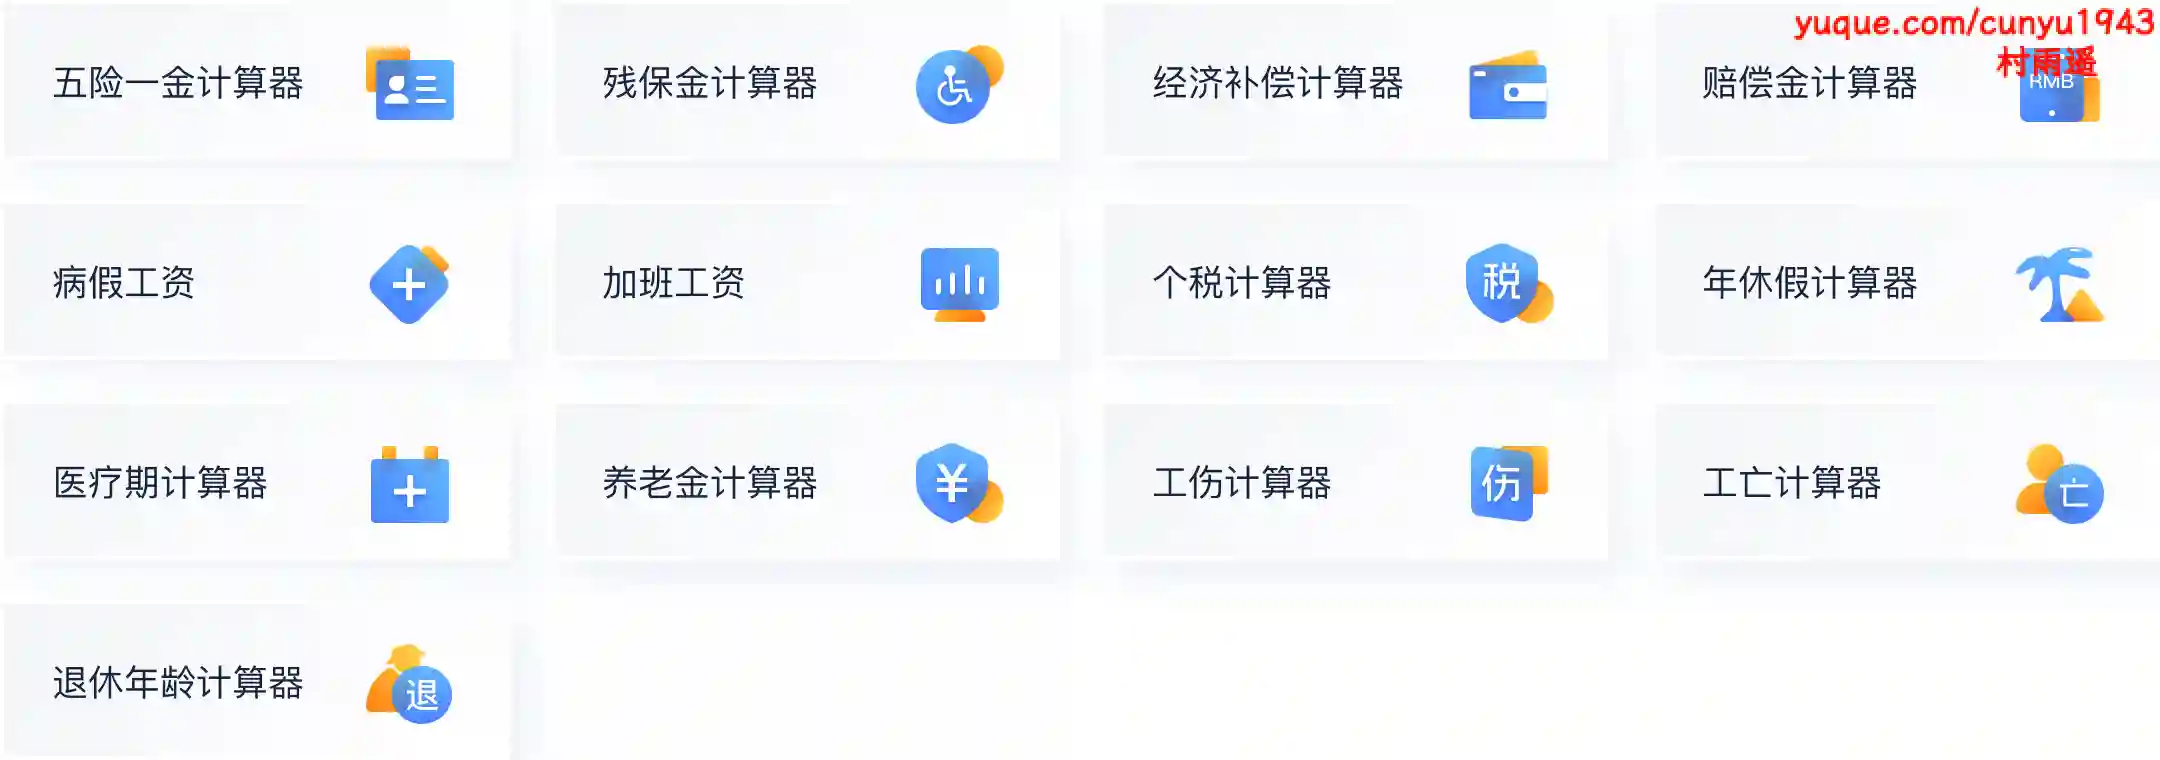 yuque.com/cunyu1943
村雨遥
五险一金计算器
残保金计算器
经济补偿计算器
赔偿金计算器
RMB
病假工资
加班工资
个税计算器
税
年休假计算器
医疗期计算器
养老金计算器
¥
工伤计算器
伤
工亡计算器
亡
退休年龄计算器
退